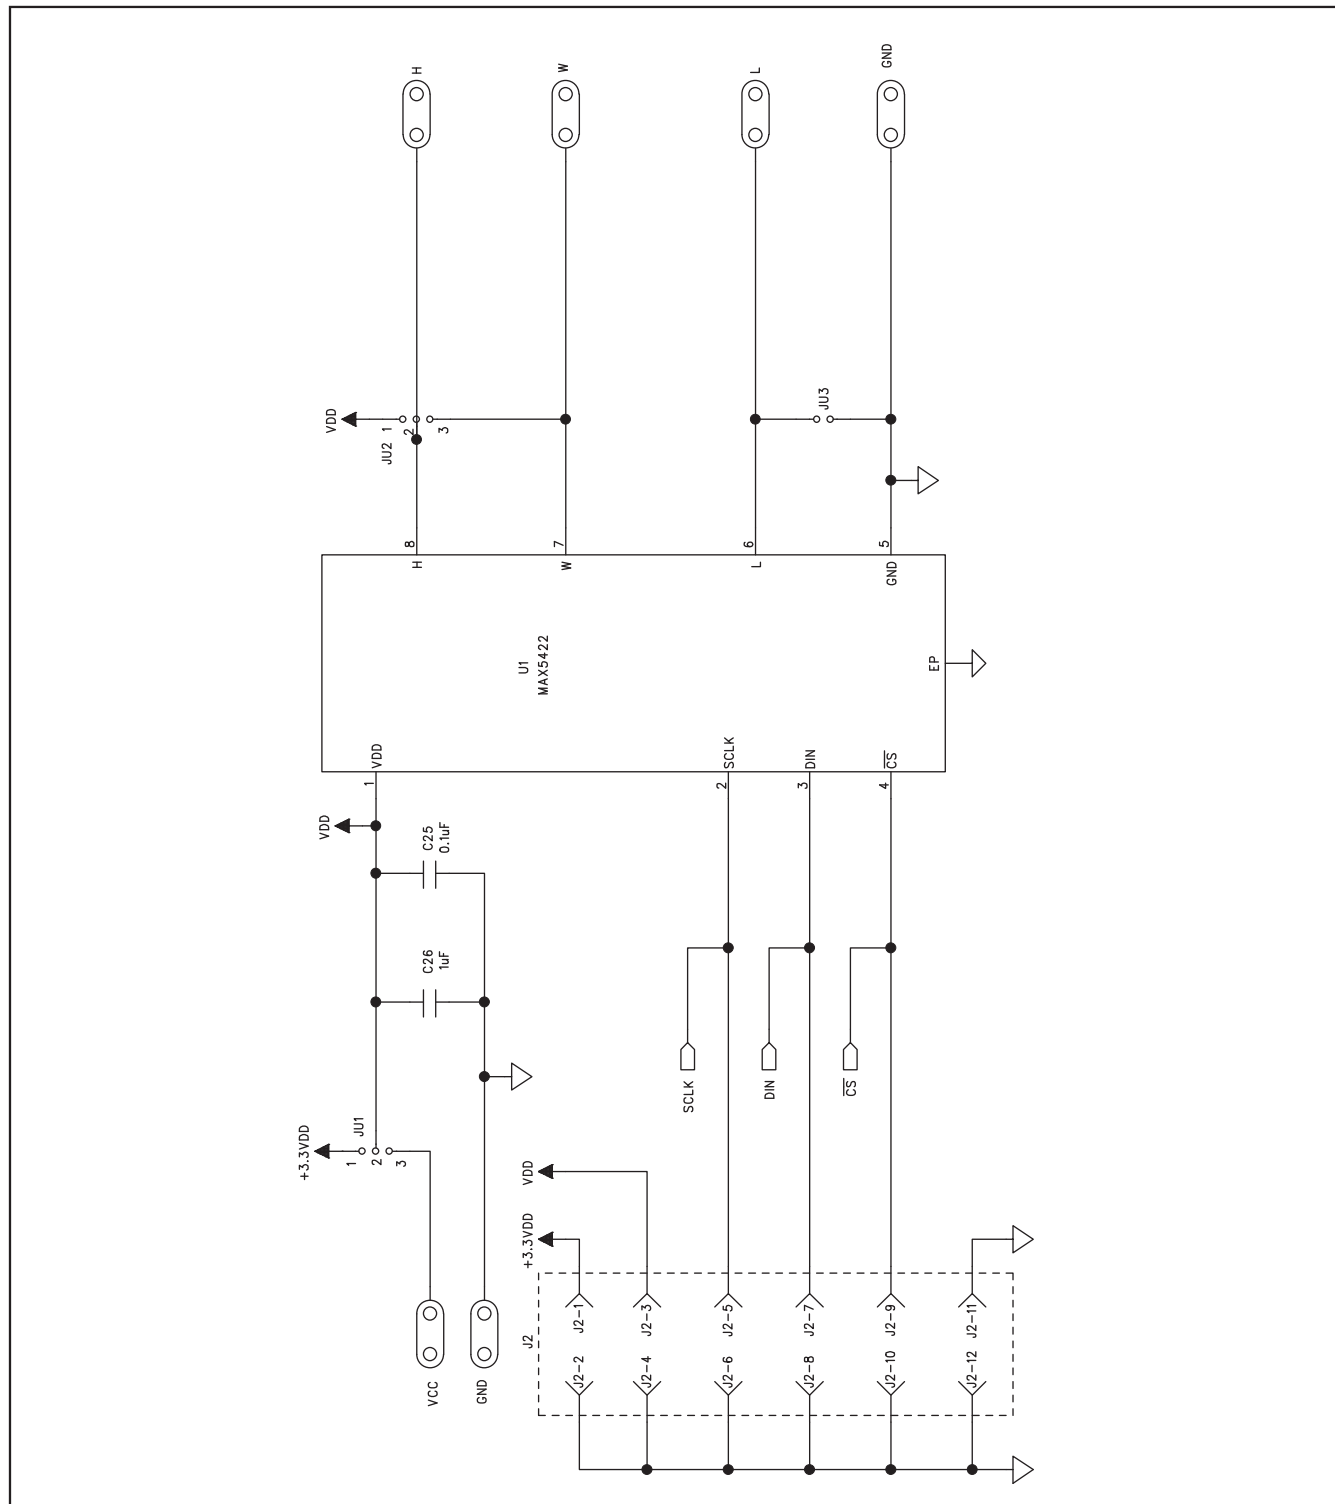 H
W
L
GND
VDD
1
2
3
JU2
JU3
8
7
6
5
H
W
L
GND
U1
MAX5422
EP
VDD
SCLK
DIN
CS
1
2
3
4
VDD
C25
0.1uF
C26
1uF
SCLK
DIN
CS
+3.3VDD
JU1
1
2
3
VDD
+3.3VDD
J2
J2-1
J2-3
J2-5
J2-7
J2-9
J2-11
J2-2
J2-4
J2-6
J2-8
J2-10
J2-12
VCC
GND